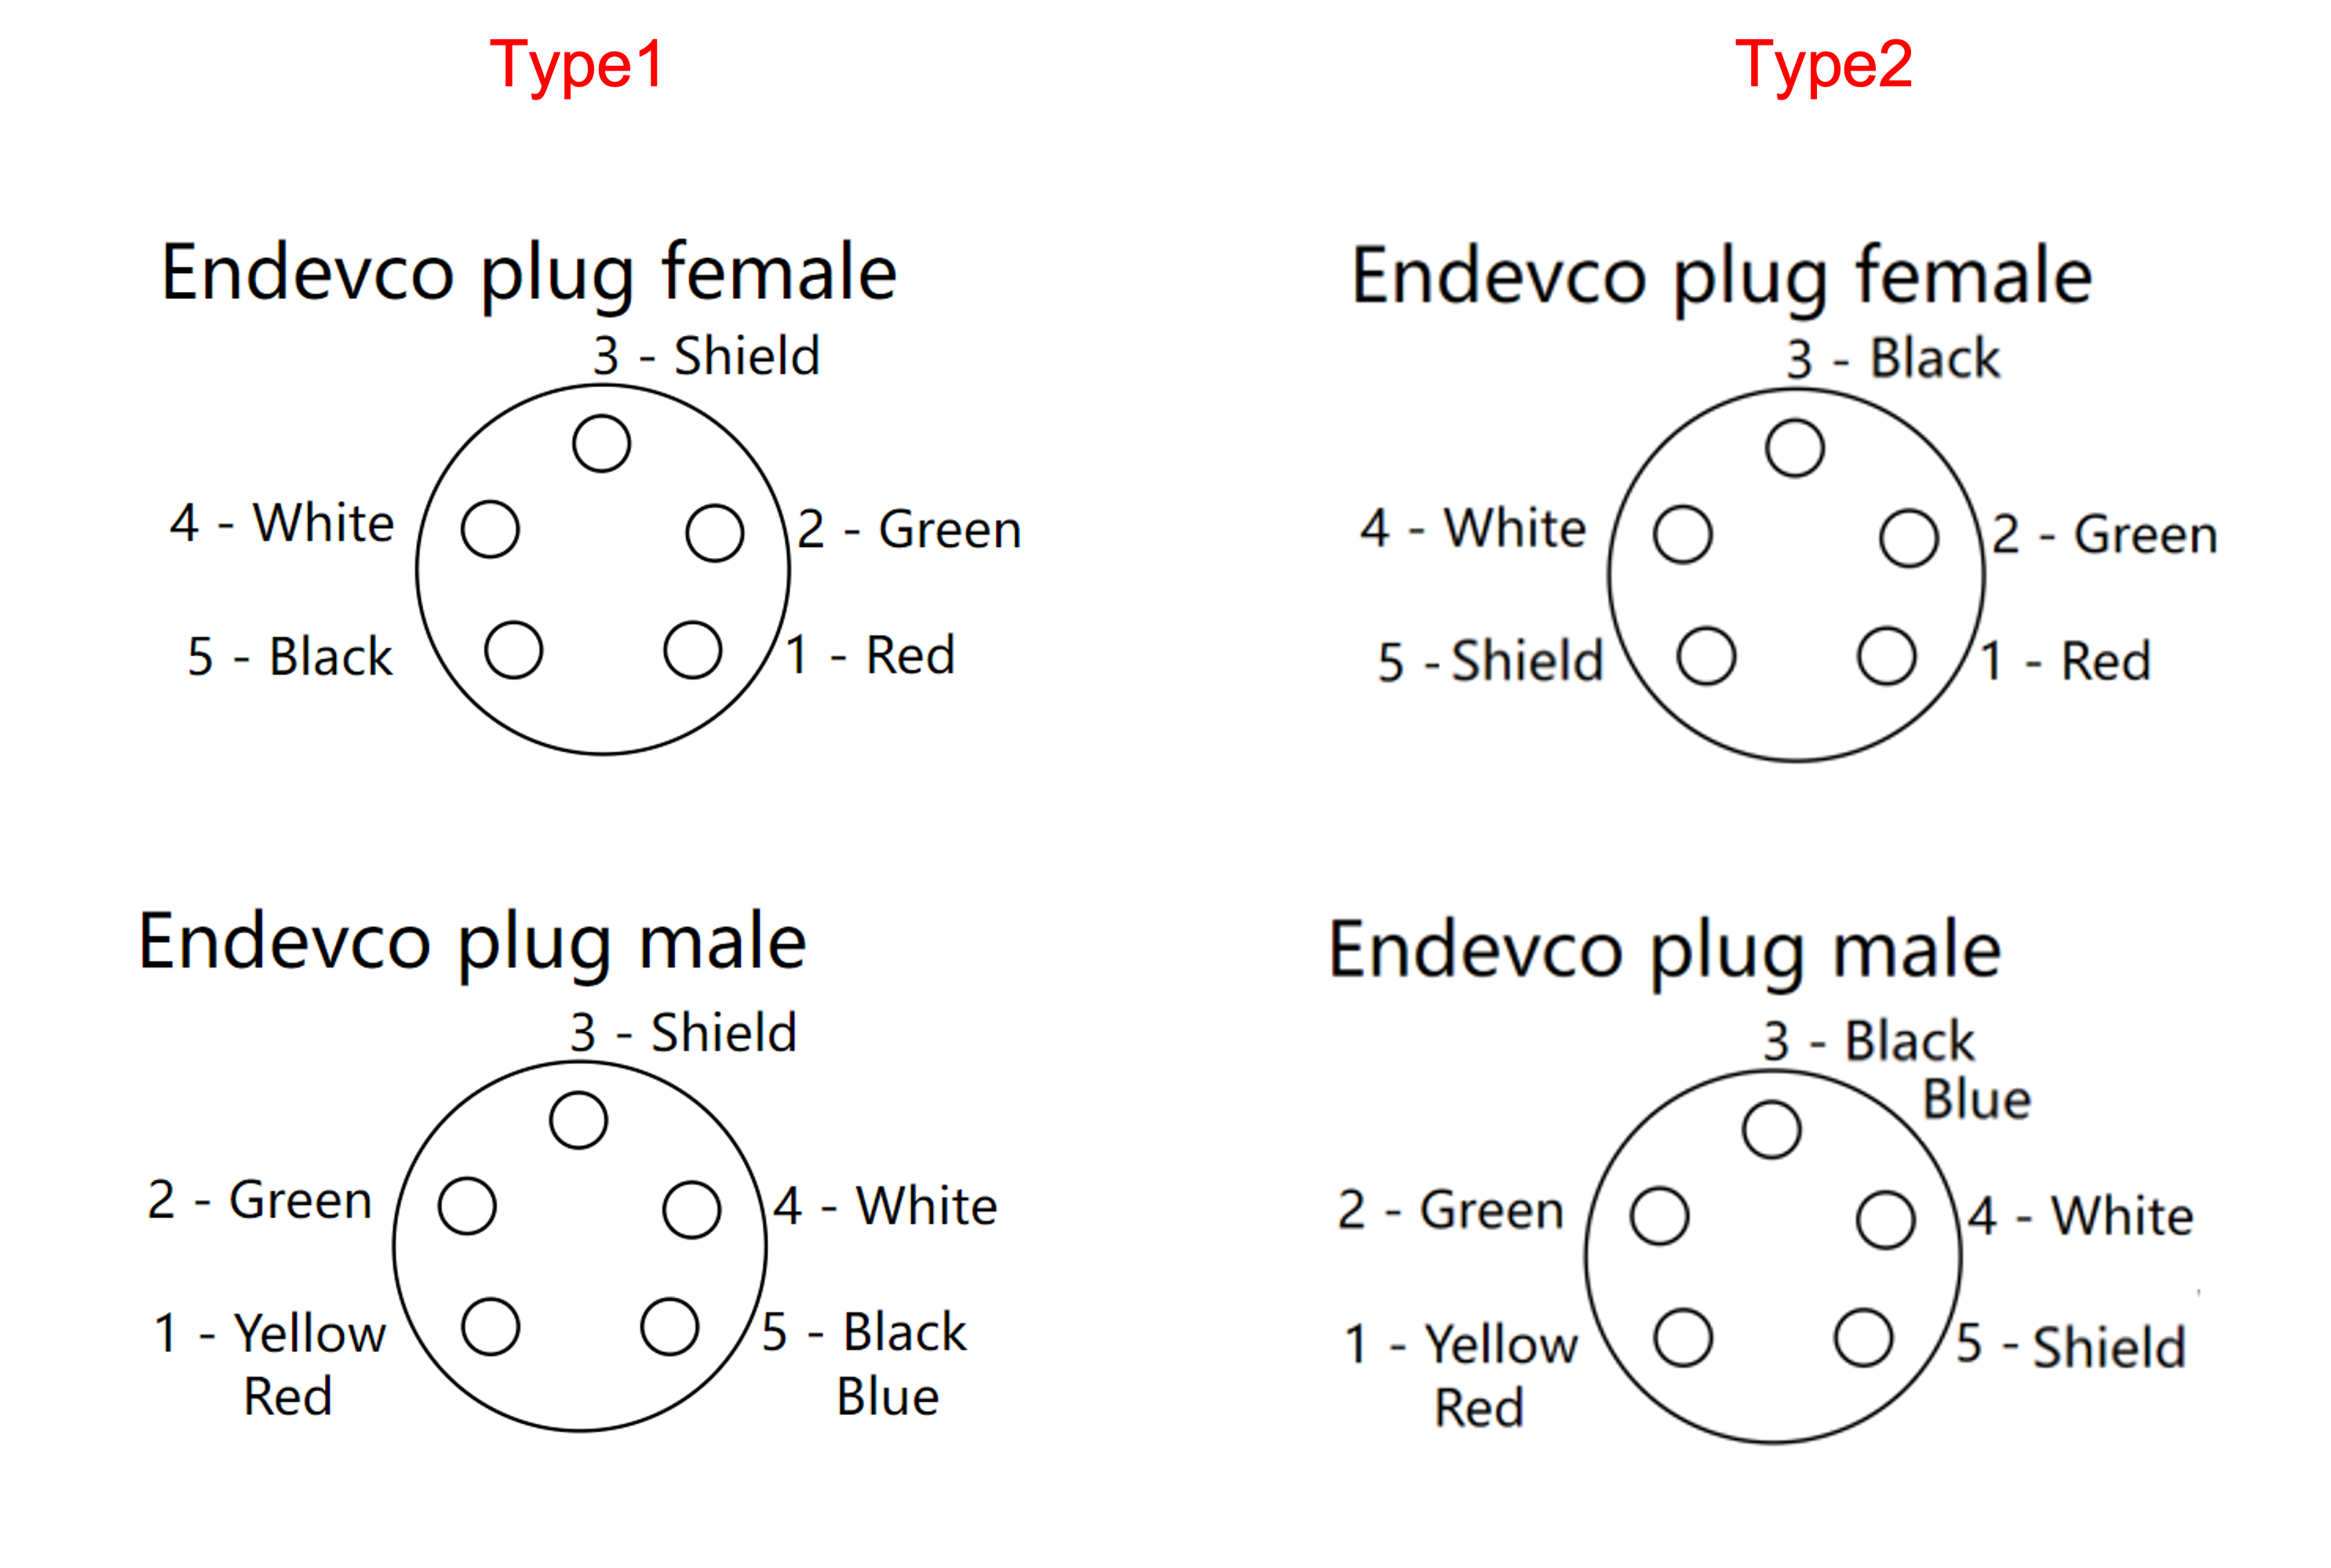 Type1
Type2
Endevco plug female
3 - Shield
4 - White
2 - Green
5 - Black
1 - Red
Endevco plug female
3 - Black
4 - White
2 - Green
5 - Shield
1 - Red
Endevco plug male
3 - Shield
2 - Green
4 - White
1 - Yellow
Red
5 - Black
Blue
Endevco plug male
3 - Black
Blue
2 - Green
4 - White
1 - Yellow
Red
5 - Shield